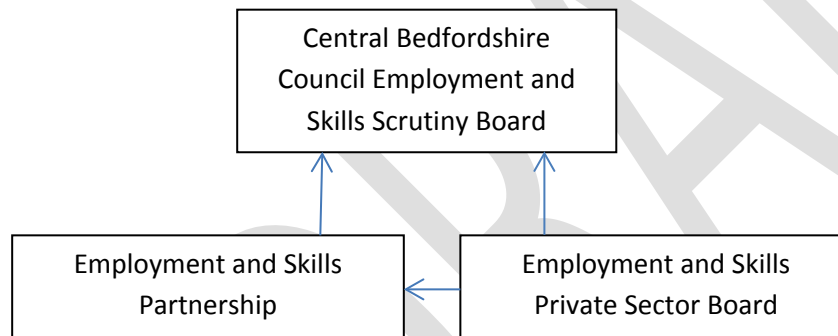 Central Bedfordshire
Council Employment and
Skills Scrutiny Board
Employment and Skills
Partnership
Employment and Skills
Private Sector Board